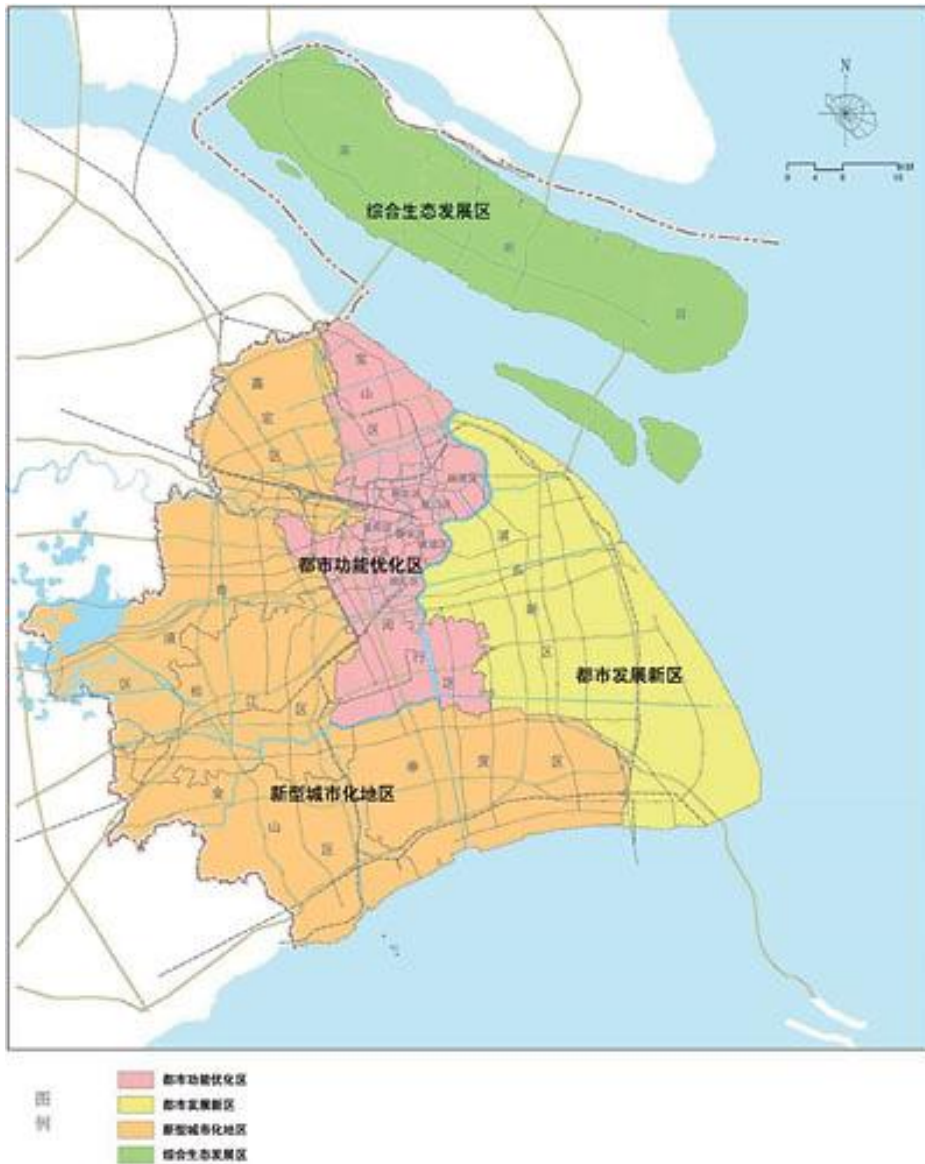 N
综合生态发展区
崇
明
县
嘉
定
区
宝
山
区
都市功能优化区
浦
东
新
区
都市发展新区
青
浦
区
松
江
区
闵
行
区
奉
贤
区
新型城市化地区
金
山
区
图
例
都市功能优化区
都市发展新区
新型城市化地区
综合生态发展区